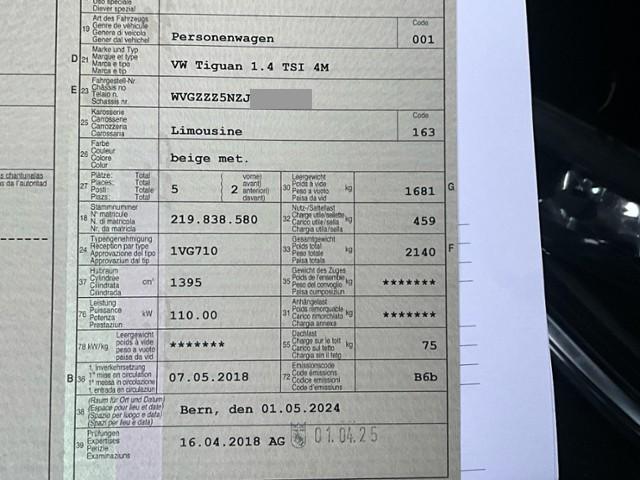 Diever spezial
19 Art des Fahrzeugs
Genre de véhicule
Genere di veicolo
Gener dal vehichel
Personenwagen
Code
001
D 21 Marke und Typ
Marque et type
Marca e tipo
Marca e tip
VW Tiguan 1.4 TSI 4M
E 23 Fahrgestell-Nr.
Châssis no
Telaio n.
Schassis nr.
WVGZZZ5NZJ
25 Karosserie
Carrosserie
Carrozzeria
Carossaria
Limousine
Code
163
26 Farbe
Couleur
Colore
Colur
beige met.
27 Plätze: Total
Places: Total
Posti: Totale
Plazs: Total
5
( 2
vorne)
avant)
anteriori)
davant)
30 Leergewicht
Poids à vide
Peso a vuoto
Paisa da vid
kg
1681
G
18 Stammnummer
N° matricule
N. di matricola
Nr. da matricla
219.838.580
32 Nutz-/Sattellast
Charge utile/sellette
Carico utile/sella
Chargia utila/sella
kg
459
24 Typengenehmigung
Réception par type
Approvazione del tipo
Approvaziun dal tip
1VG710
33 Gesamtgewicht
Poids total
Peso totale
Paisa totala
kg
2140
F
37 Hubraum
Cylindrée
Cilindrata
Cilindrada
cm³
1395
35 Gewicht des Zuges
Poids de l'ensemble
Peso del convoglio
Paisa cumposiziun
kg
*******
76 Leistung
Puissance
Potenza
Prestaziun
kW
110.00
31 Anhängelast
Poids remorquable
Carico rimorchiato
Chargia annexa
kg
*******
78 kW/kg
Leergewicht
poids à vide
peso a vuoto
paisa da vid
*******
55 Dachlast
Charge sur le toit
Carico sul tetto
Chargia sin il tetg
kg
75
B 36 1. Inverkehrsetzung
1re mise en circulation
1a messa in circolazione
1. entrada en circulaziun
07.05.2018
72 Emissionscode
Code émissions
Codice emissioni
Code d'emissiuns
B6b
38 (Raum für Ort und Datum)
(Espace pour lieu et date)
(Spazio per luogo e data)
(Spazi per lieu e data)
Bern, den 01.05.2024
39 Prüfungen
Expertises
Perizie
Examinaziuns
16.04.2018 AG
01.04.25